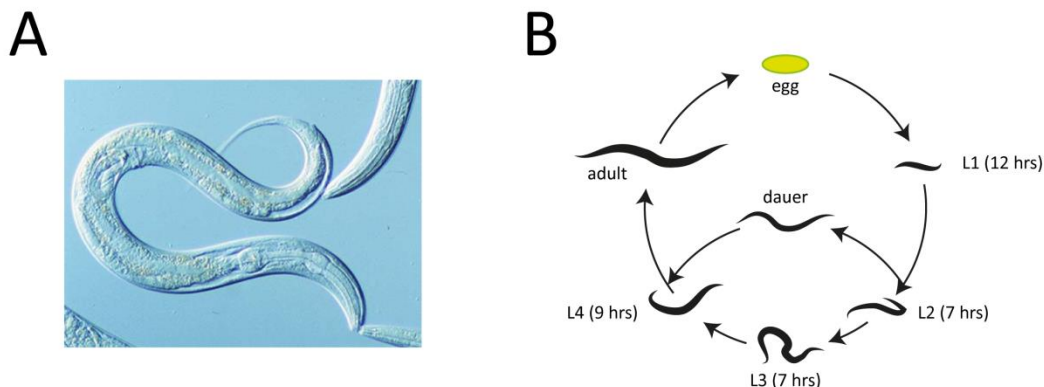 A
B
egg
L1 (12 hrs)
adult
dauer
L4 (9 hrs)
L2 (7 hrs)
L3 (7 hrs)